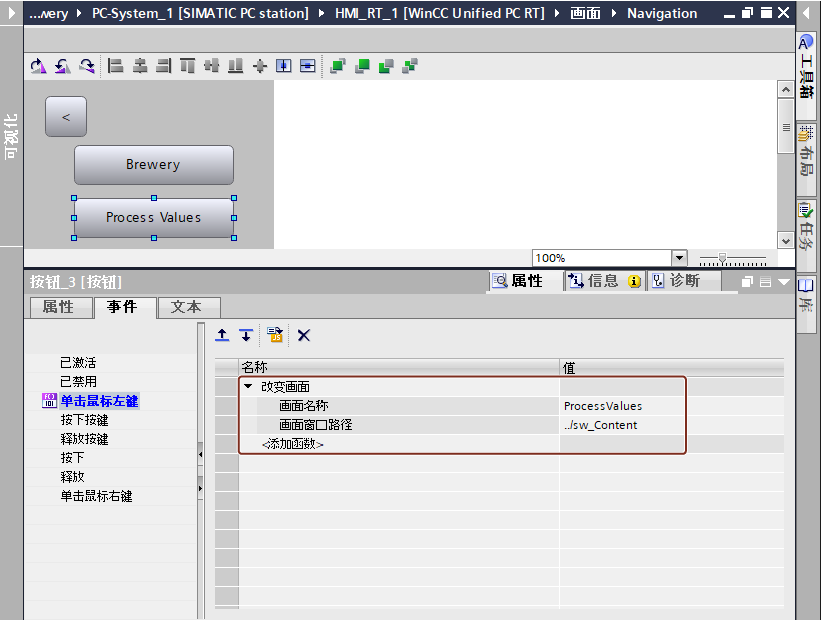 ...wery ▸ PC-System_1 [SIMATIC PC station] ▸ HMI_RT_1 [WinCC Unified PC RT] ▸ 画面 ▸ Navigation
可视化
<
Brewery
Process Values
100%
工具箱
布局
任务
库
按钮_3 [按钮]
属性
信息
诊断
属性
事件
文本
已激活
已禁用
单击鼠标左键
按下按键
释放按键
按下
释放
单击鼠标右键
名称 值
改变画面
画面名称 ProcessValues
画面窗口路径 ../sw_Content
<添加函数>